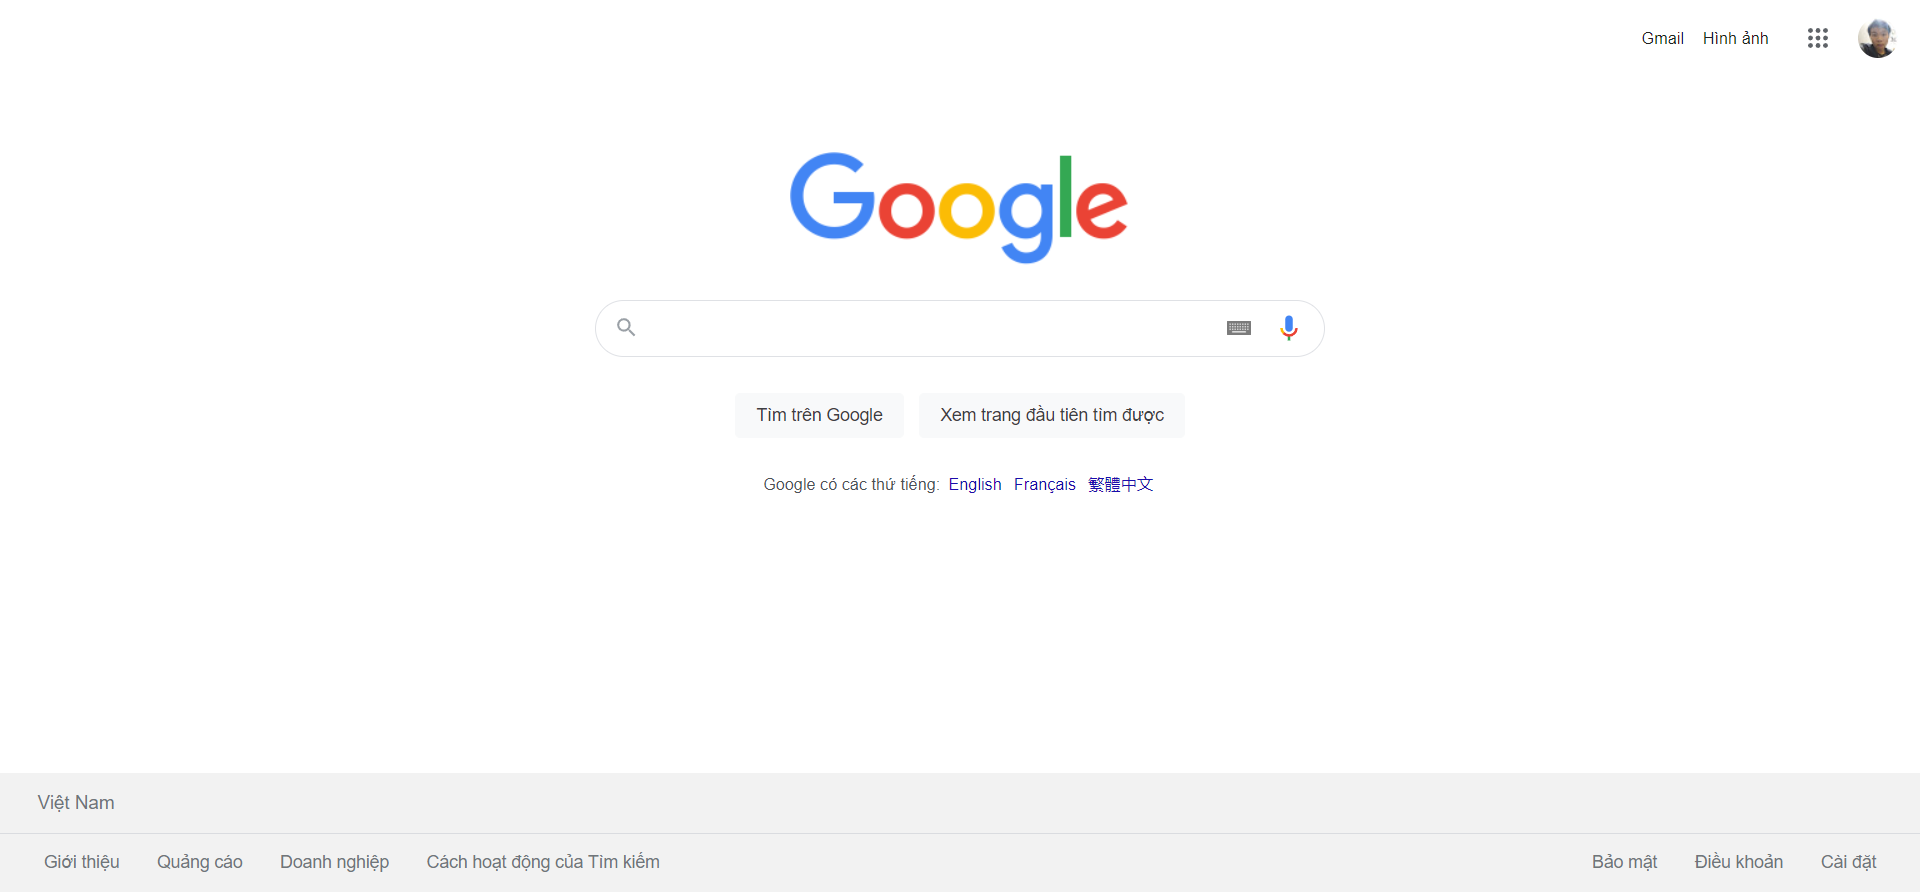 Gmail Hình ảnh
Google
Tìm trên Google Xem trang đầu tiên tìm được
Google có các thứ tiếng: English Français 繁體中文
Việt Nam
Giới thiệu Quảng cáo Doanh nghiệp Cách hoạt động của Tìm kiếm Bảo mật Điều khoản Cài đặt